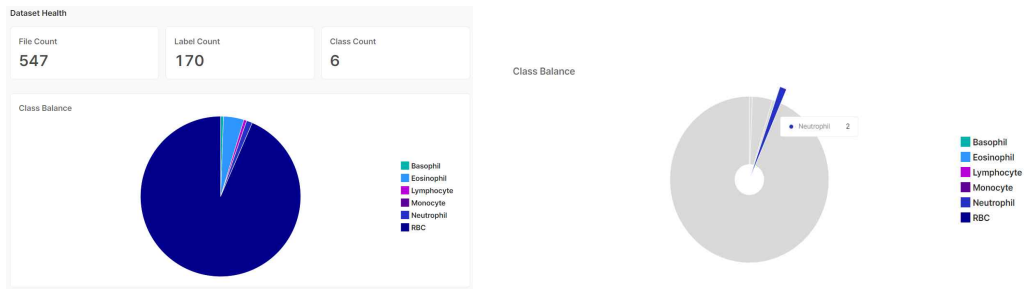 Dataset Health
File Count
547
Label Count
170
Class Count
6
Class Balance
Basophil
Eosinophil
Lymphocyte
Monocyte
Neutrophil
RBC
Class Balance
Neutrophil 2
Basophil
Eosinophil
Lymphocyte
Monocyte
Neutrophil
RBC